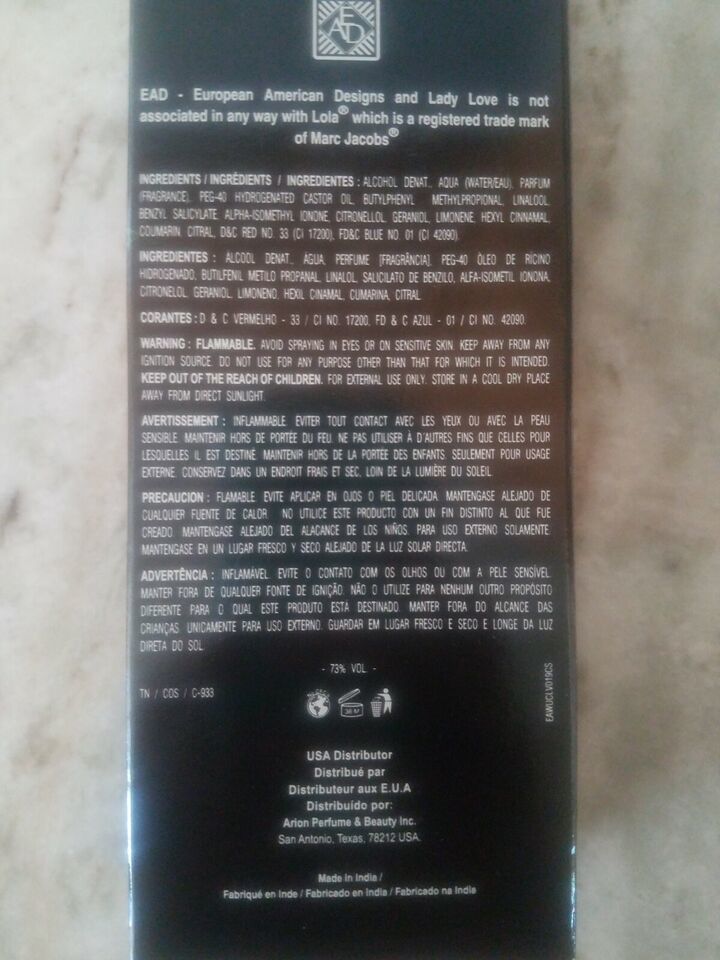 EAD
EAD - European American Designs and Lady Love is not
associated in any way with Lola® which is a registered trade mark
of Marc Jacobs®
INGREDIENTS / INGRÉDIENTS / INGREDIENTES : ALCOHOL DENAT., AQUA (WATER/EAU), PARFUM
(FRAGRANCE), PEG-40 HYDROGENATED CASTOR OIL, BUTYLPHENYL METHYLPROPIONAL, LINALOOL,
BENZYL SALICYLATE, ALPHA-ISOMETHYL IONONE, CITRONELLOL, GERANIOL, LIMONENE, HEXYL CINNAMAL,
COUMARIN, CITRAL, D&C RED NO. 33 (CI 17200), FD&C BLUE NO. 01 (CI 42090).
INGREDIENTES : ÁLCOOL DENAT., ÁGUA, PERFUME [FRAGRÂNCIA], PEG-40 ÓLEO DE RÍCINO
HIDROGENADO, BUTILFENIL METILO PROPANAL, LINALOL, SALICILATO DE BENZILO, ALFA-ISOMETIL IONONA,
CITRONELOL, GERANIOL, LIMONENO, HEXIL CINAMAL, CUMARINA, CITRAL
CORANTES : D & C VERMELHO - 33 / CI NO. 17200, FD & C AZUL - 01 / CI NO. 42090.
WARNING : FLAMMABLE. AVOID SPRAYING IN EYES OR ON SENSITIVE SKIN. KEEP AWAY FROM ANY
IGNITION SOURCE. DO NOT USE FOR ANY PURPOSE OTHER THAN THAT FOR WHICH IT IS INTENDED.
KEEP OUT OF THE REACH OF CHILDREN. FOR EXTERNAL USE ONLY. STORE IN A COOL DRY PLACE
AWAY FROM DIRECT SUNLIGHT.
AVERTISSEMENT : INFLAMMABLE. EVITER TOUT CONTACT AVEC LES YEUX OU AVEC LA PEAU
SENSIBLE. MAINTENIR HORS DE PORTÉE DU FEU. NE PAS UTILISER À D'AUTRES FINS QUE CELLES POUR
LESQUELLES IL EST DESTINÉ. MAINTENIR HORS DE LA PORTÉE DES ENFANTS. SEULEMENT POUR USAGE
EXTERNE. CONSERVEZ DANS UN ENDROIT FRAIS ET SEC, LOIN DE LA LUMIÈRE DU SOLEIL.
PRECAUCION : FLAMABLE. EVITE APLICAR EN OJOS O PIEL DELICADA. MANTENGASE ALEJADO DE
CUALQUIER FUENTE DE CALOR. NO UTILICE ESTE PRODUCTO CON UN FIN DISTINTO AL QUE FUE
CREADO. MANTENGASE ALEJADO DEL ALACANCE DE LOS NIÑOS. PARA USO EXTERNO SOLAMENTE.
MANTENGASE EN UN LUGAR FRESCO Y SECO ALEJADO DE LA LUZ SOLAR DIRECTA.
ADVERTÊNCIA : INFLAMÁVEL. EVITE O CONTATO COM OS OLHOS OU COM A PELE SENSÍVEL.
MANTER FORA DE QUALQUER FONTE DE IGNIÇÃO. NÃO O UTILIZE PARA NENHUM OUTRO PROPÓSITO
DIFERENTE PARA O QUAL ESTE PRODUTO ESTÁ DESTINADO. MANTER FORA DO ALCANCE DAS
CRIANÇAS. UNICAMENTE PARA USO EXTERNO. GUARDAR EM LUGAR FRESCO E SECO E LONGE DA LUZ
DIRETA DO SOL.
- 73% VOL. -
TN / COS / C-933
36 M
EAWUCLV019CS
USA Distributor
Distribué par
Distributeur aux E.U.A
Distribuído por:
Arion Perfume & Beauty Inc.
San Antonio, Texas, 78212 USA.
Made in India /
Fabriqué en Inde / Fabricado en India / Fabricado na Indie